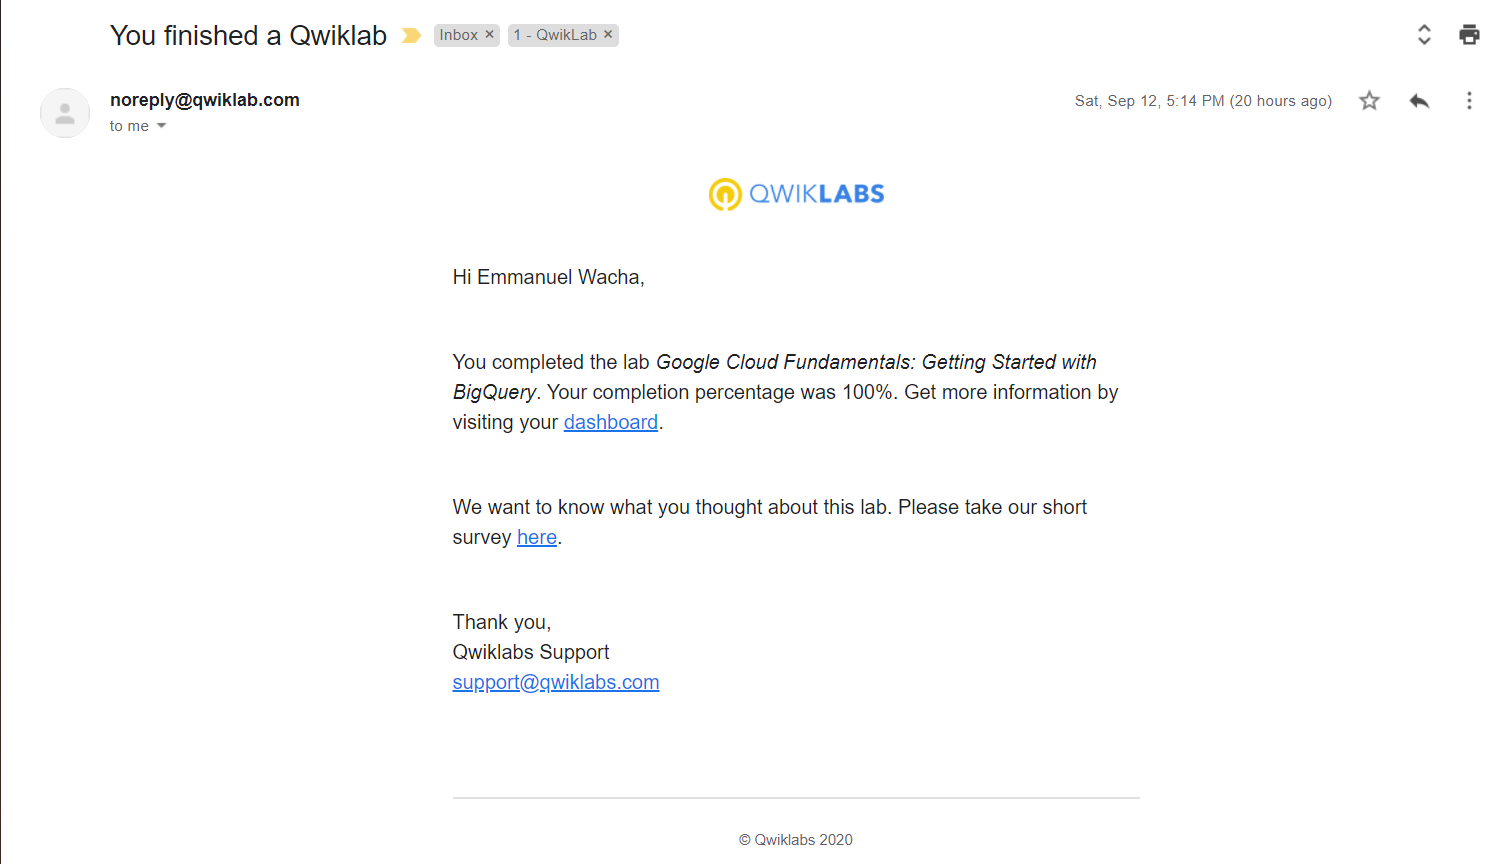 You finished a Qwiklab Inbox × 1 - QwikLab ×
noreply@qwiklab.com Sat, Sep 12, 5:14 PM (20 hours ago)
to me
QWIKLABS
Hi Emmanuel Wacha,
You completed the lab Google Cloud Fundamentals: Getting Started with
BigQuery. Your completion percentage was 100%. Get more information by
visiting your dashboard.
We want to know what you thought about this lab. Please take our short
survey here.
Thank you,
Qwiklabs Support
support@qwiklabs.com
© Qwiklabs 2020